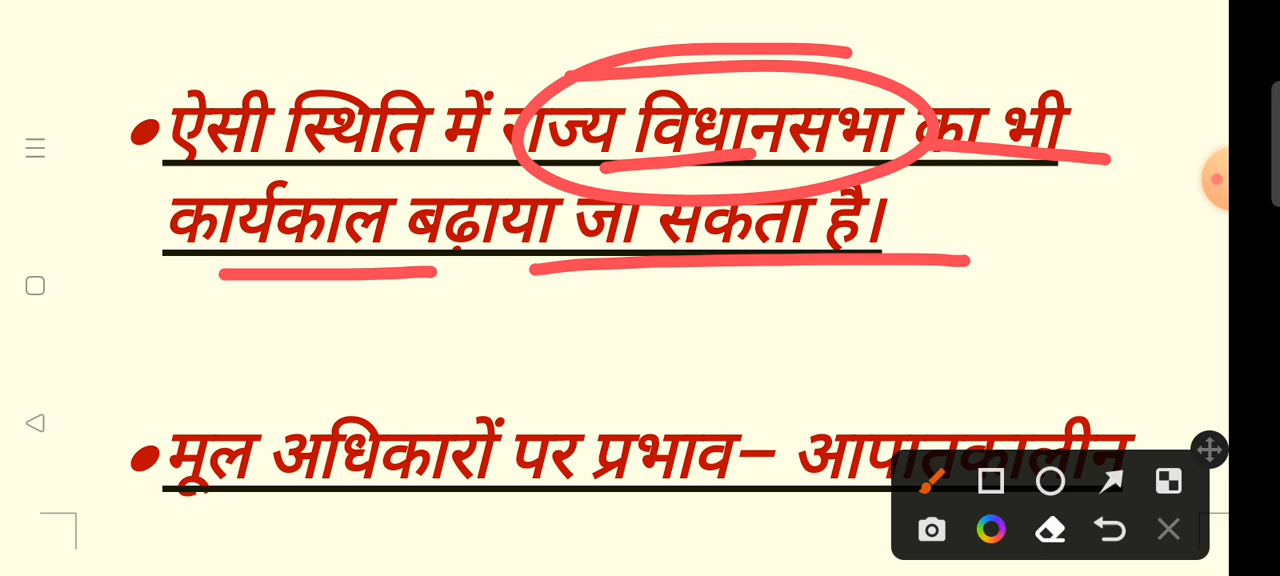 •ऐसी स्थिति में राज्य विधानसभा का भी
कार्यकाल बढ़ाया जा सकता है।
•मूल अधिकारों पर प्रभाव– आपातकालीन